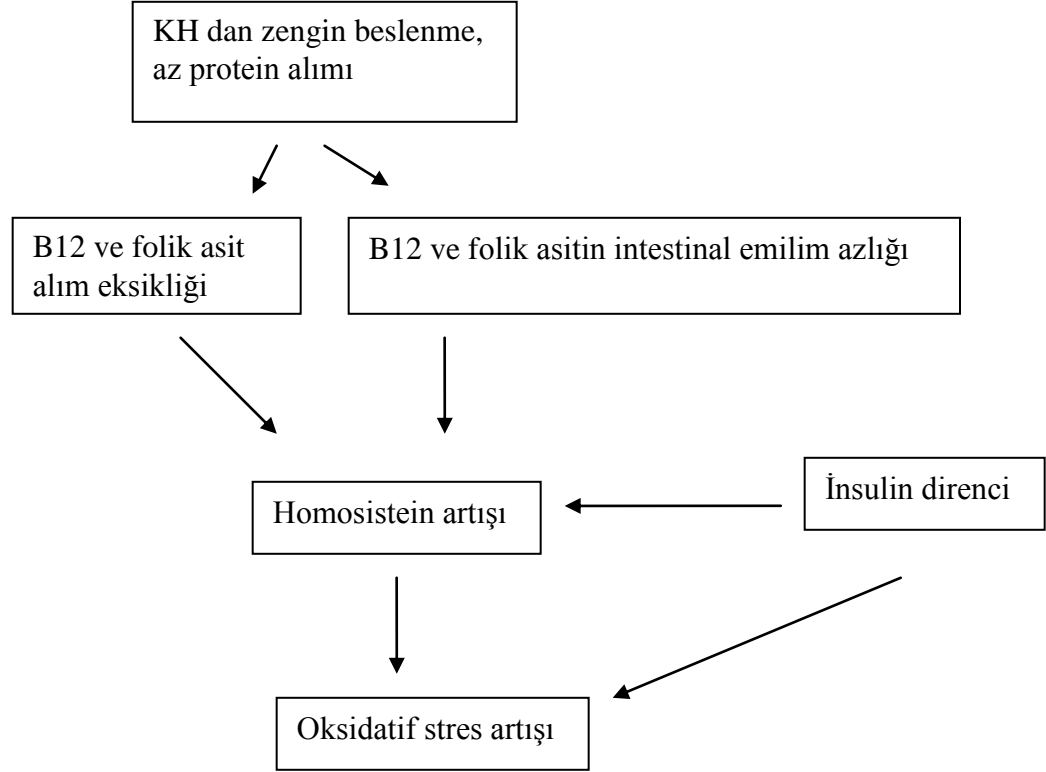 KH dan zengin beslenme,
az protein alımı
B12 ve folik asit
alım eksikliği
B12 ve folik asitin intestinal emilim azlığı
Homosistein artışı
İnsulin direnci
Oksidatif stres artışı